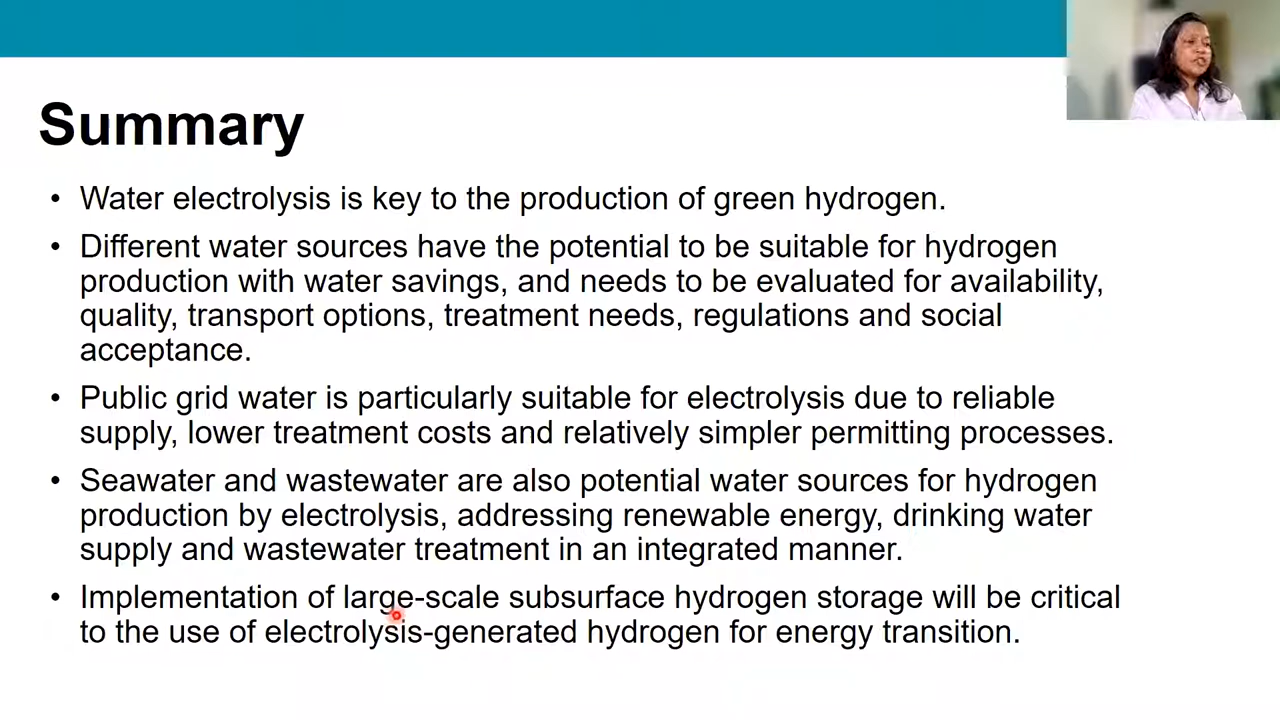 Summary
• Water electrolysis is key to the production of green hydrogen.
• Different water sources have the potential to be suitable for hydrogen
production with water savings, and needs to be evaluated for availability,
quality, transport options, treatment needs, regulations and social
acceptance.
• Public grid water is particularly suitable for electrolysis due to reliable
supply, lower treatment costs and relatively simpler permitting processes.
• Seawater and wastewater are also potential water sources for hydrogen
production by electrolysis, addressing renewable energy, drinking water
supply and wastewater treatment in an integrated manner.
• Implementation of large-scale subsurface hydrogen storage will be critical
to the use of electrolysis-generated hydrogen for energy transition.